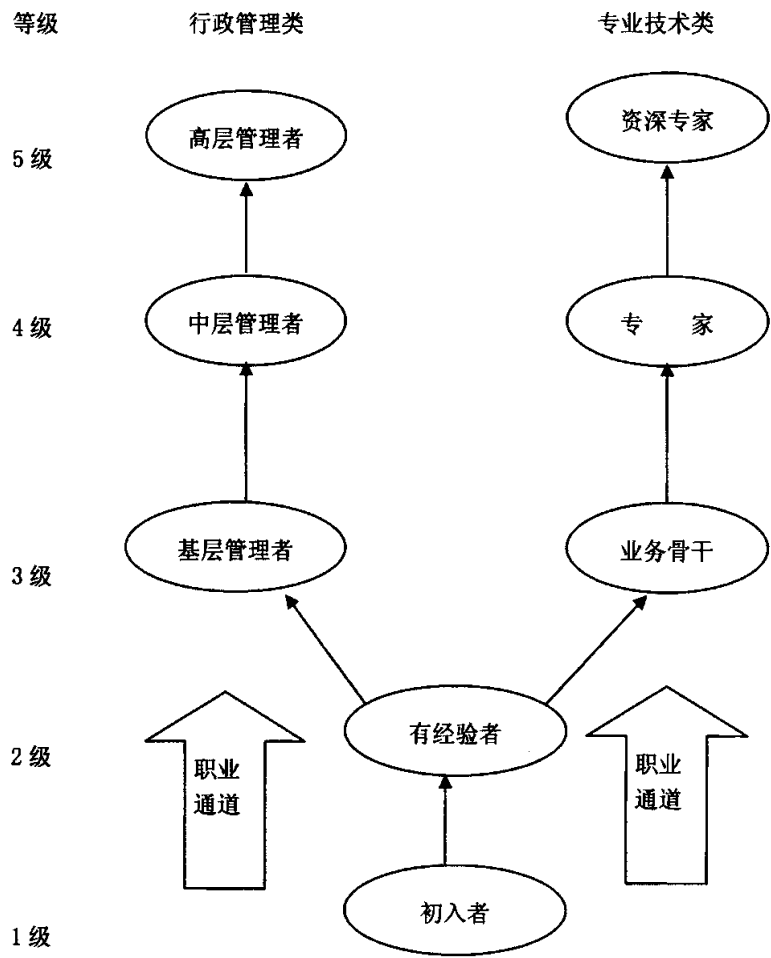 等级 行政管理类 专业技术类
高层管理者 资深专家
5级
中层管理者 专 家
4级
基层管理者 业务骨干
3级
有经验者
2级
职业 职业
通道 通道
初入者
1级